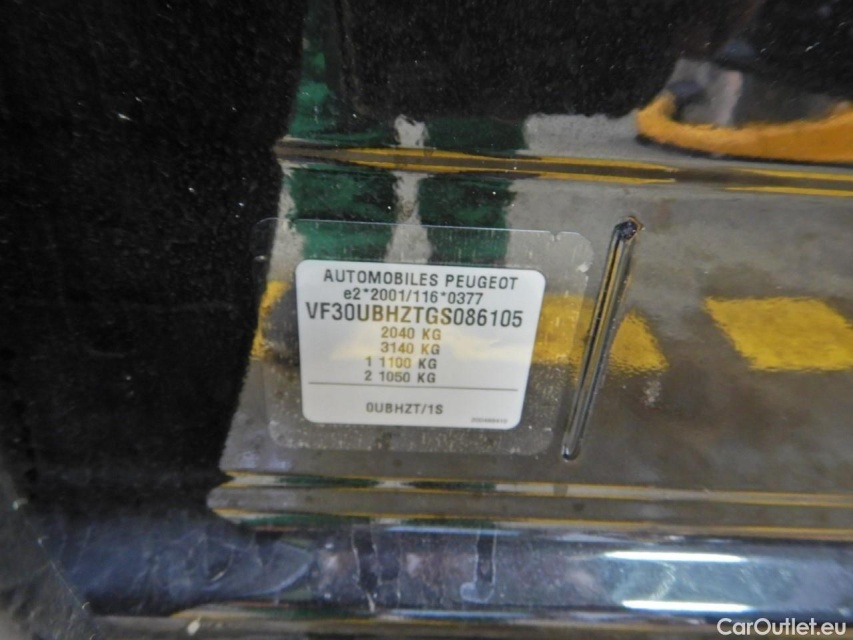 AUTOMOBILES PEUGEOT
e2*2001/116*0377
VF30UBHZTGS086105
2040 KG
3140 KG
1 1100 KG
2 1050 KG
0UBHZT/1S
CarOutlet.eu